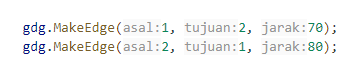 gdg.MakeEdge(asal:1, tujuan:2, jarak:70);
gdg.MakeEdge(asal:2, tujuan:1, jarak:80);